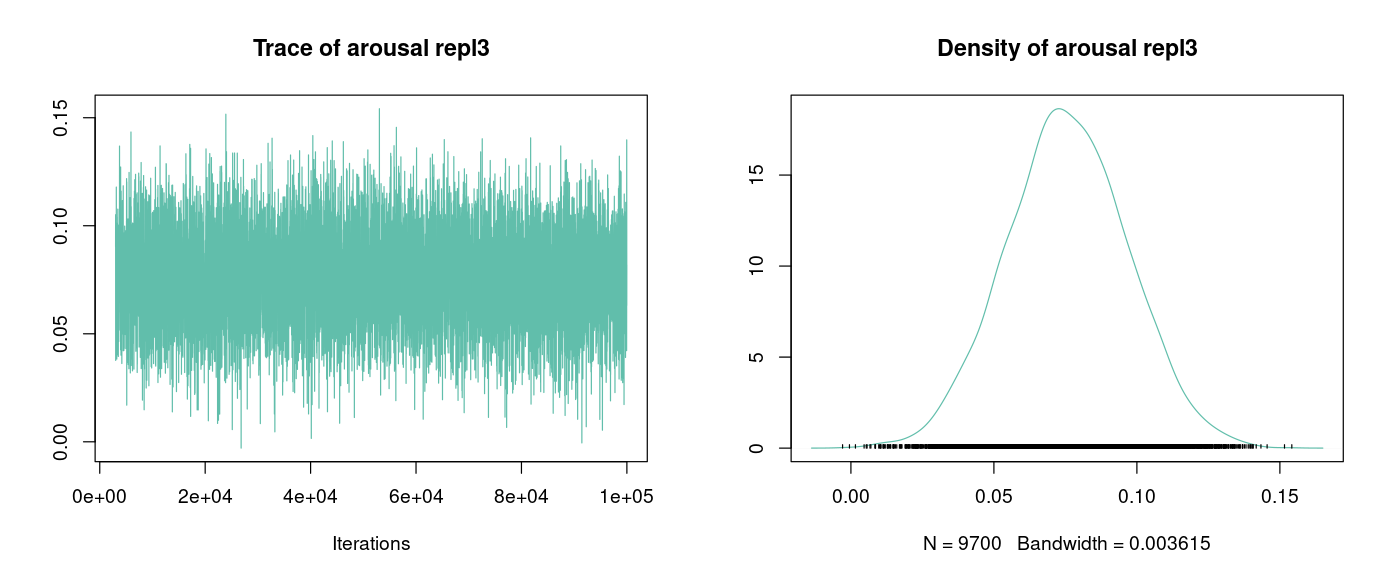 Trace of arousal repl3
0.15
0.10
0.05
0.00
0e+00 2e+04 4e+04 6e+04 8e+04 1e+05
Iterations
Density of arousal repl3
15
10
5
0
0.00 0.05 0.10 0.15
N = 9700 Bandwidth = 0.003615